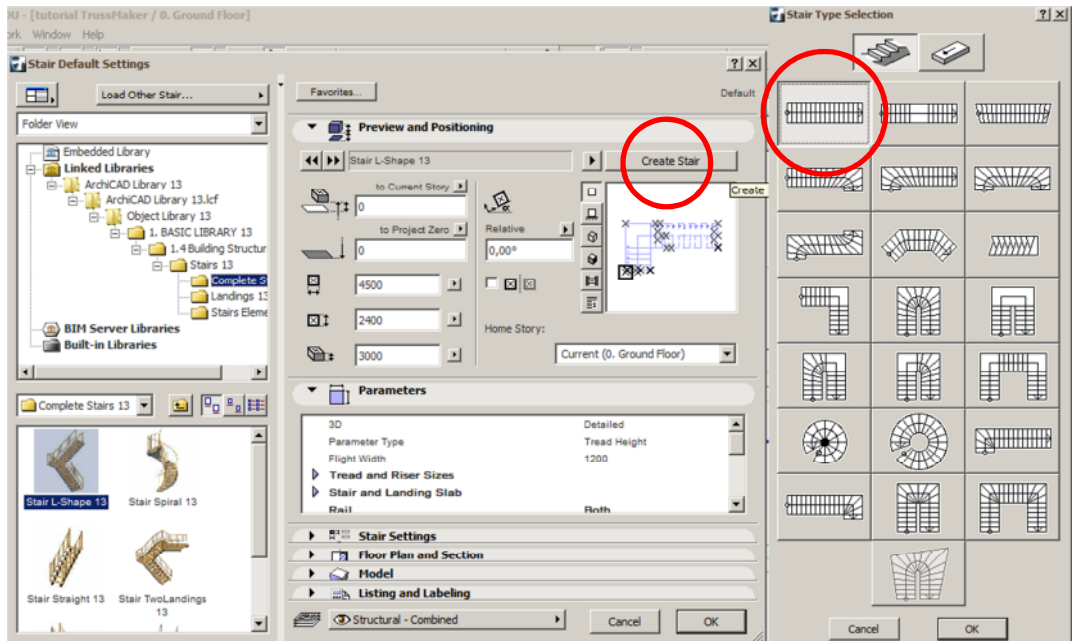 OU - [tutorial TrussMaker / 0. Ground Floor]
ork Window Help
Stair Default Settings
Load Other Stair...
Folder View
Embedded Library
Linked Libraries
ArchiCAD Library 13
ArchiCAD Library 13.lcf
Object Library 13
1. BASIC LIBRARY 13
1.4 Building Structur
Stairs 13
Complete S
Landings 13
Stairs Eleme
BIM Server Libraries
Built-in Libraries
Complete Stairs 13
Stair L-Shape 13
Stair Spiral 13
Stair Straight 13
Stair TwoLandings
13
Favorites...
Default
Preview and Positioning
Stair L-Shape 13
Create Stair
Create
to Current Story
0
to Project Zero
0
Relative
0,00°
4500
2400
3000
Home Story:
Current (0. Ground Floor)
Parameters
3D Detailed
Parameter Type Tread Height
Flight Width 1200
Tread and Riser Sizes
Stair and Landing Slab
Rail Both
Stair Settings
Floor Plan and Section
Model
Listing and Labeling
Structural - Combined
Cancel
OK
Stair Type Selection
Cancel
OK